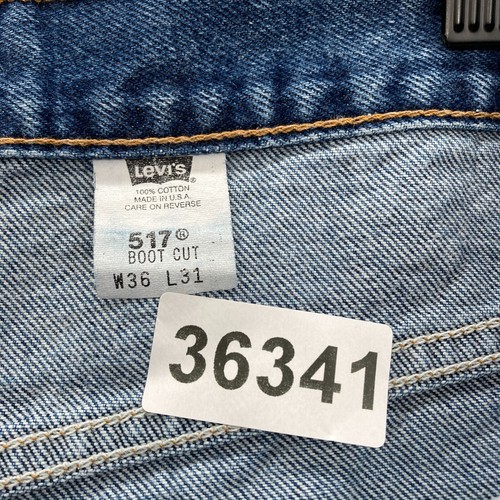 Levi's®
100% COTTON
MADE IN U.S.A.
CARE ON REVERSE
517®
BOOT CUT
W36 L31
36341